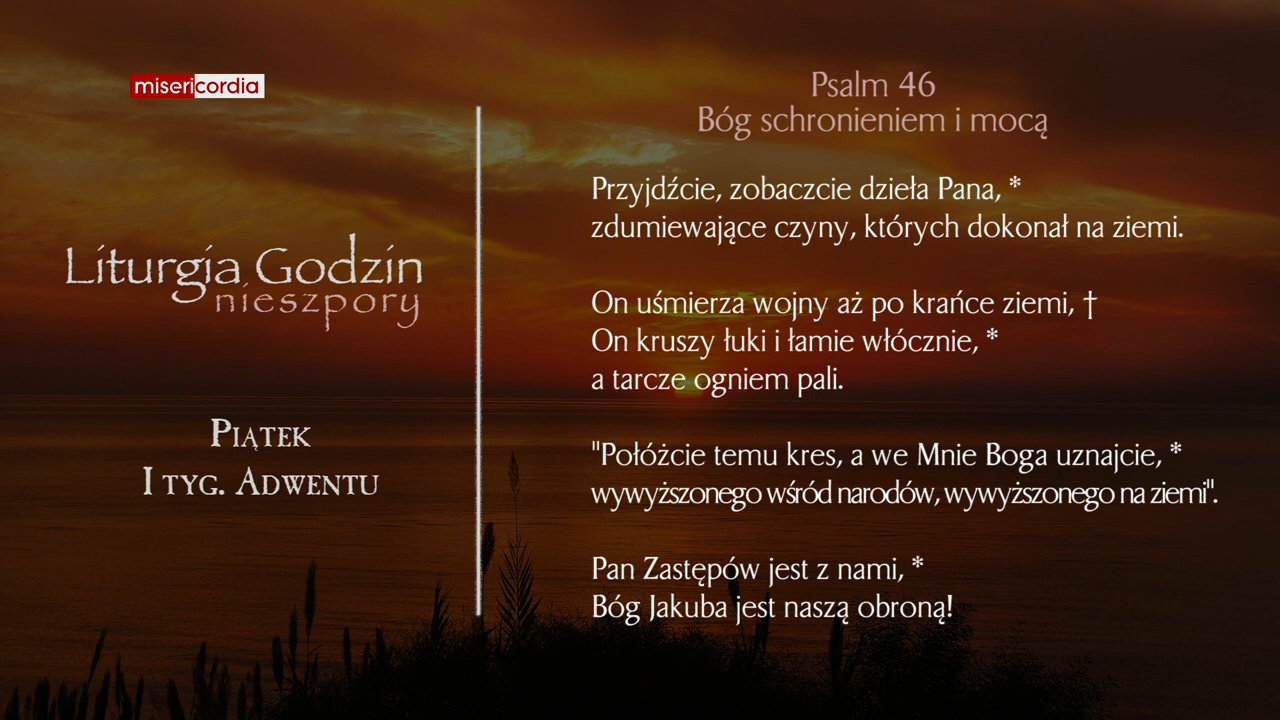 misericordia
Liturgia Godzin
nieszpory
Piątek
I tyg. Adwentu
Psalm 46
Bóg schronieniem i mocą
Przyjdźcie, zobaczcie dzieła Pana, *
zdumiewające czyny, których dokonał na ziemi.
On uśmierza wojny aż po krańce ziemi, †
On kruszy łuki i łamie włócznie, *
a tarcze ogniem pali.
"Połóżcie temu kres, a we Mnie Boga uznajcie, *
wywyższonego wśród narodów, wywyższonego na ziemi".
Pan Zastępów jest z nami, *
Bóg Jakuba jest naszą obroną!